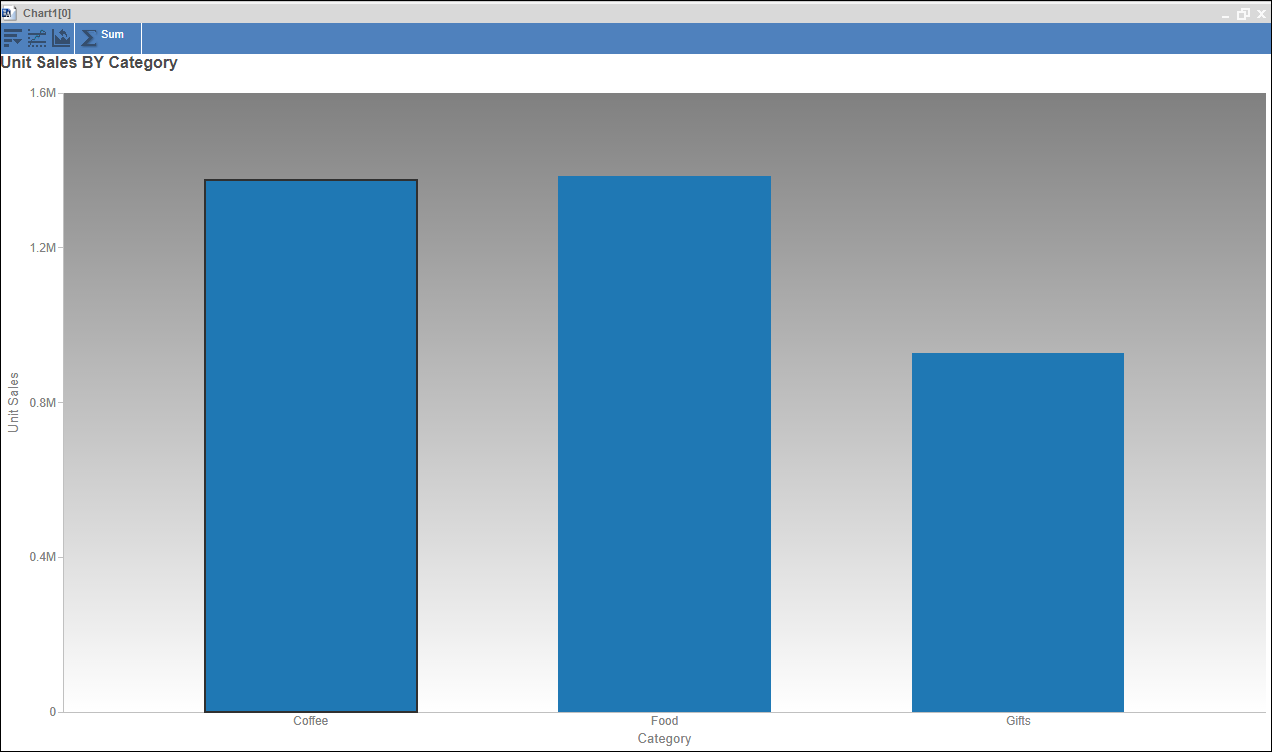 Chart1[0]
Sum
Unit Sales BY Category
1.6M
1.2M
0.8M
0.4M
0
Unit Sales
Coffee
Food
Gifts
Category